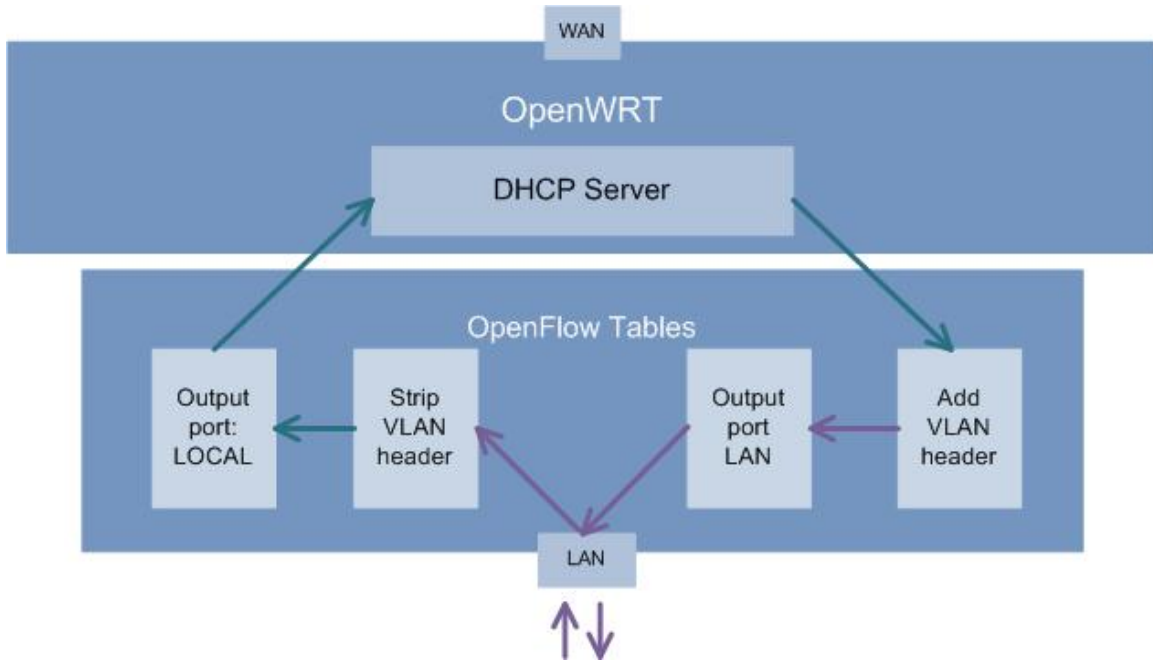 WAN
OpenWRT
DHCP Server
OpenFlow Tables
Output
port:
LOCAL
Strip
VLAN
header
Output
port
LAN
Add
VLAN
header
LAN